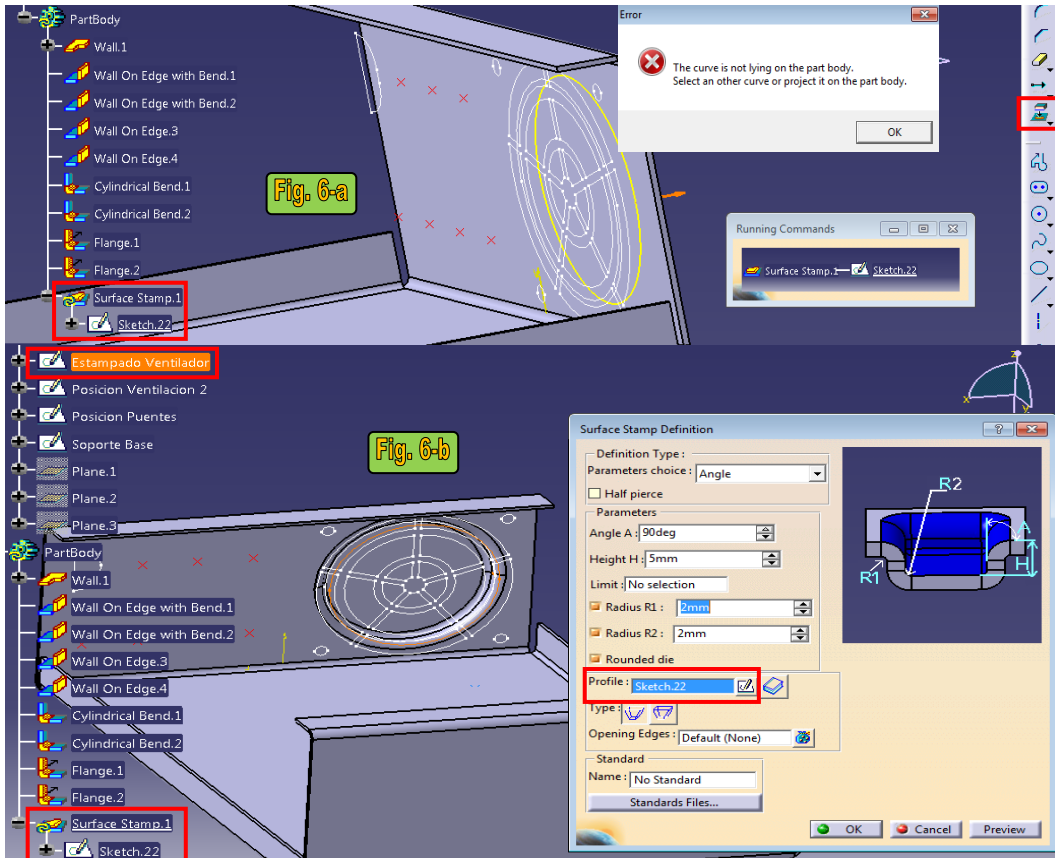 PartBody
Wall.1
Wall On Edge with Bend.1
Wall On Edge with Bend.2
Wall On Edge.3
Wall On Edge.4
Cylindrical Bend.1
Cylindrical Bend.2
Flange.1
Flange.2
Surface Stamp.1
Sketch.22
Fig. 6-a
Error
The curve is not lying on the part body.
Select an other curve or project it on the part body.
OK
Running Commands
Surface Stamp.1
Sketch.22
Estampado Ventilador
Posicion Ventilacion 2
Posicion Puentes
Soporte Base
Plane.1
Plane.2
Plane.3
PartBody
Wall.1
Wall On Edge with Bend.1
Wall On Edge with Bend.2
Wall On Edge.3
Wall On Edge.4
Cylindrical Bend.1
Cylindrical Bend.2
Flange.1
Flange.2
Surface Stamp.1
Sketch.22
Fig. 6-b
z
x
y
Surface Stamp Definition
Definition Type :
Parameters choice : Angle
Half pierce
Parameters
Angle A : 90deg
Height H : 5mm
Limit : No selection
Radius R1 : 2mm
Radius R2 : 2mm
Rounded die
Profile : Sketch.22
Type :
Opening Edges : Default (None)
Standard
Name : No Standard
Standards Files...
R2
A
H
R1
OK Cancel Preview